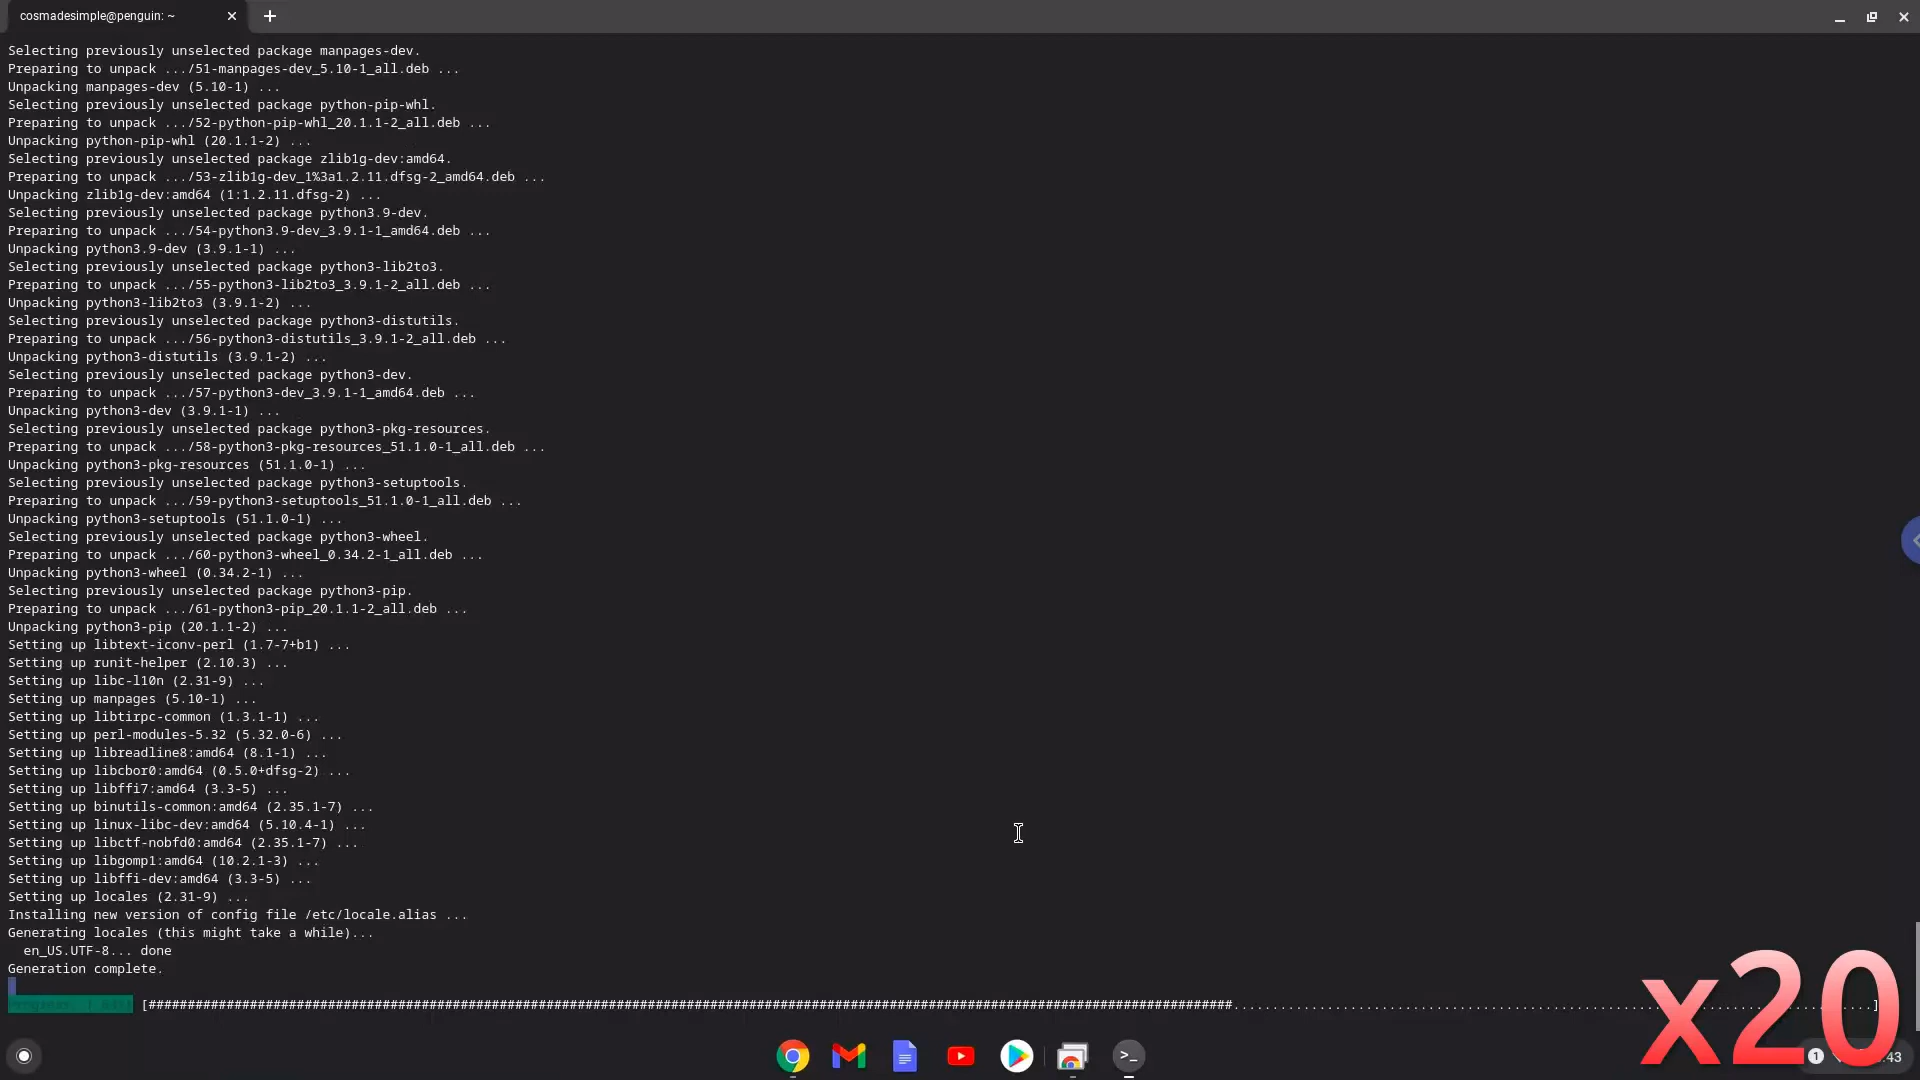 cosmadesimple@penguin: ~
Selecting previously unselected package manpages-dev.
Preparing to unpack .../51-manpages-dev_5.10-1_all.deb ...
Unpacking manpages-dev (5.10-1) ...
Selecting previously unselected package python-pip-whl.
Preparing to unpack .../52-python-pip-whl_20.1.1-2_all.deb ...
Unpacking python-pip-whl (20.1.1-2) ...
Selecting previously unselected package zlib1g-dev:amd64.
Preparing to unpack .../53-zlib1g-dev_1%3a1.2.11.dfsg-2_amd64.deb ...
Unpacking zlib1g-dev:amd64 (1:1.2.11.dfsg-2) ...
Selecting previously unselected package python3.9-dev.
Preparing to unpack .../54-python3.9-dev_3.9.1-1_amd64.deb ...
Unpacking python3.9-dev (3.9.1-1) ...
Selecting previously unselected package python3-lib2to3.
Preparing to unpack .../55-python3-lib2to3_3.9.1-2_all.deb ...
Unpacking python3-lib2to3 (3.9.1-2) ...
Selecting previously unselected package python3-distutils.
Preparing to unpack .../56-python3-distutils_3.9.1-2_all.deb ...
Unpacking python3-distutils (3.9.1-2) ...
Selecting previously unselected package python3-dev.
Preparing to unpack .../57-python3-dev_3.9.1-1_amd64.deb ...
Unpacking python3-dev (3.9.1-1) ...
Selecting previously unselected package python3-pkg-resources.
Preparing to unpack .../58-python3-pkg-resources_51.1.0-1_all.deb ...
Unpacking python3-pkg-resources (51.1.0-1) ...
Selecting previously unselected package python3-setuptools.
Preparing to unpack .../59-python3-setuptools_51.1.0-1_all.deb ...
Unpacking python3-setuptools (51.1.0-1) ...
Selecting previously unselected package python3-wheel.
Preparing to unpack .../60-python3-wheel_0.34.2-1_all.deb ...
Unpacking python3-wheel (0.34.2-1) ...
Selecting previously unselected package python3-pip.
Preparing to unpack .../61-python3-pip_20.1.1-2_all.deb ...
Unpacking python3-pip (20.1.1-2) ...
Setting up libtext-iconv-perl (1.7-7+b1) ...
Setting up runit-helper (2.10.3) ...
Setting up libc-l10n (2.31-9) ...
Setting up manpages (5.10-1) ...
Setting up libtirpc-common (1.3.1-1) ...
Setting up perl-modules-5.32 (5.32.0-6) ...
Setting up libreadline8:amd64 (8.1-1) ...
Setting up libcbor0:amd64 (0.5.0+dfsg-2) ...
Setting up libffi7:amd64 (3.3-5) ...
Setting up binutils-common:amd64 (2.35.1-7) ...
Setting up linux-libc-dev:amd64 (5.10.4-1) ...
Setting up libctf-nobfd0:amd64 (2.35.1-7) ...
Setting up libgomp1:amd64 (10.2.1-3) ...
Setting up libffi-dev:amd64 (3.3-5) ...
Setting up locales (2.31-9) ...
Installing new version of config file /etc/locale.alias ...
Generating locales (this might take a while)...
en_US.UTF-8... done
Generation complete.
x20
1